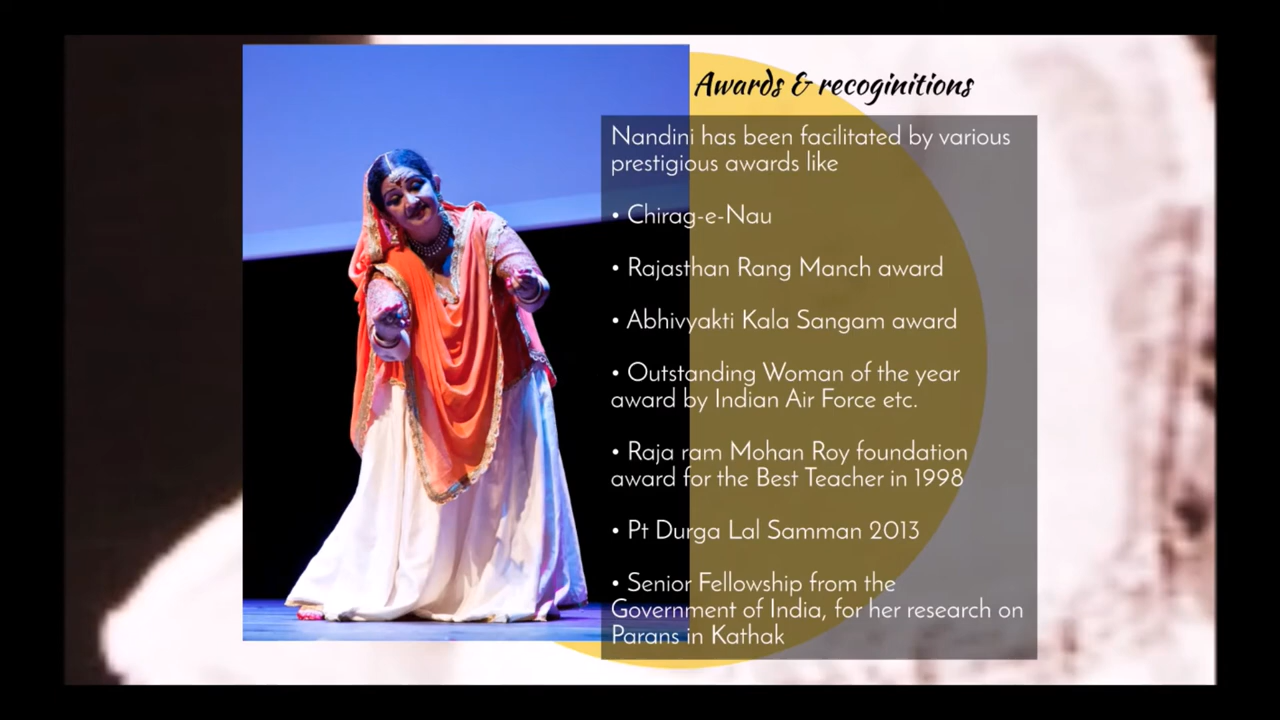 Awards & recoginitions
Nandini has been facilitated by various
prestigious awards like
• Chirag-e-Nau
• Rajasthan Rang Manch award
• Abhivyakti Kala Sangam award
• Outstanding Woman of the year
award by Indian Air Force etc.
• Raja ram Mohan Roy foundation
award for the Best Teacher in 1998
• Pt Durga Lal Samman 2013
• Senior Fellowship from the
Government of India, for her research on
Parans in Kathak